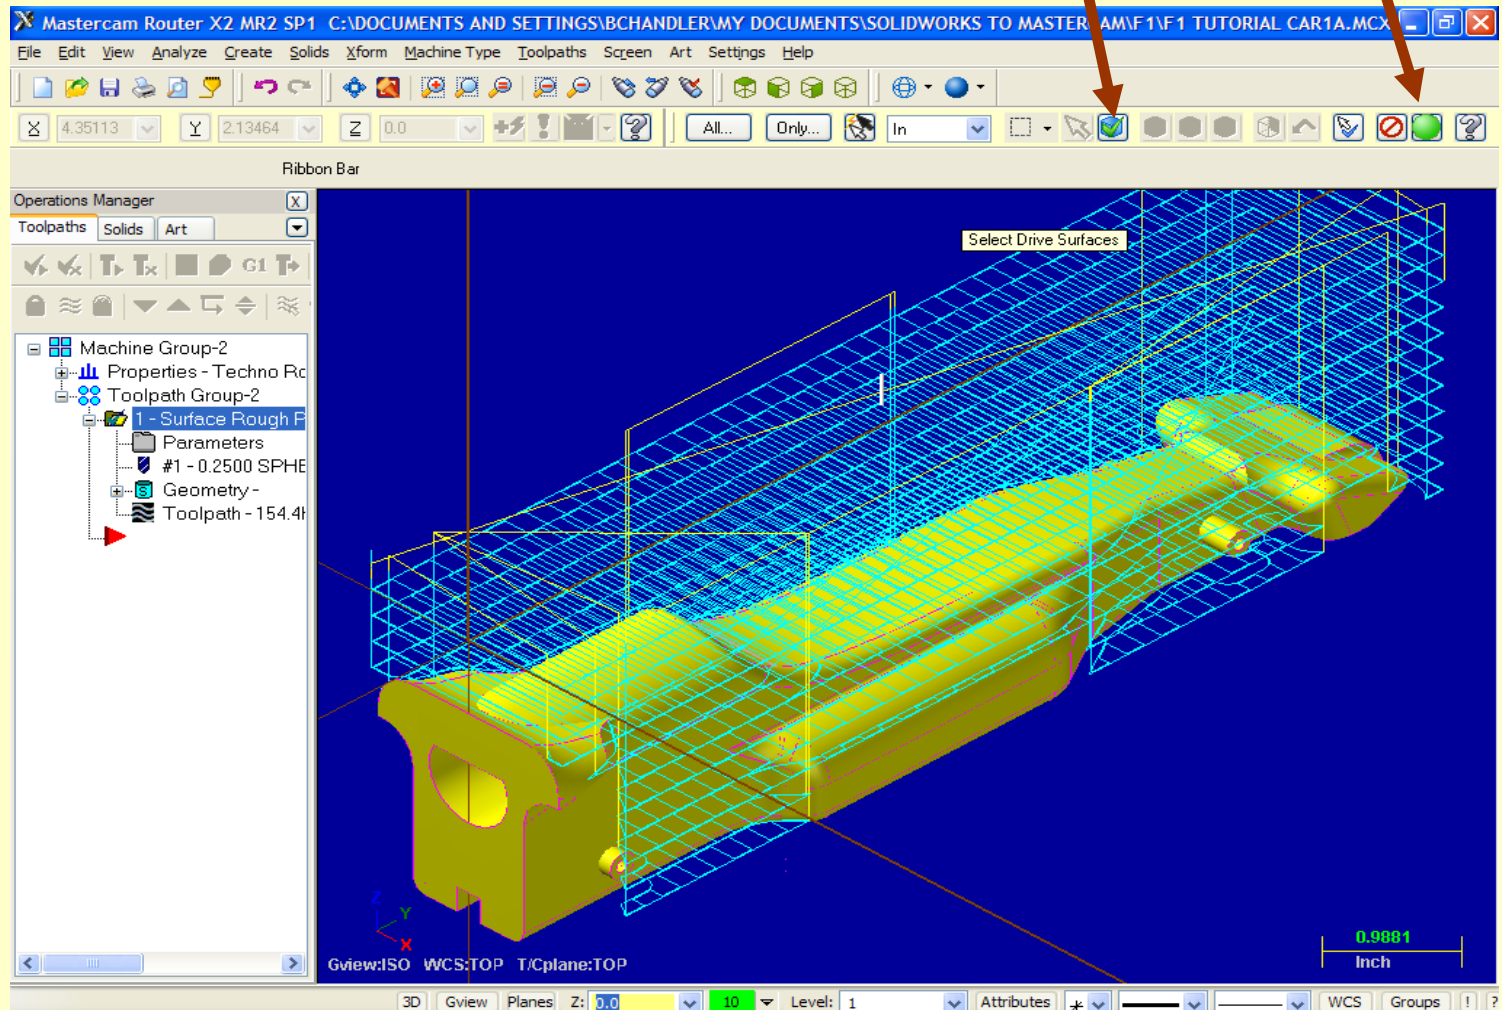 Mastercam Router X2 MR2 SP1 C:\DOCUMENTS AND SETTINGS\BCHANDLER\MY DOCUMENTS\SOLIDWORKS TO MASTERCAM\F1\F1 TUTORIAL CAR1A.MCX
File Edit View Analyze Create Solids Xform Machine Type Toolpaths Screen Art Settings Help
X 4.35113 Y 2.13464 Z 0.0 All... Only... In
Ribbon Bar
Operations Manager X
Toolpaths Solids Art
G1
Machine Group-2
Properties - Techno Ro
Toolpath Group-2
1 - Surface Rough P
Parameters
#1 - 0.2500 SPHE
Geometry -
Toolpath - 154.4K
Select Drive Surfaces
Z
Y
X
0.9881
Inch
Gview:ISO WCS:TOP T/Cplane:TOP
3D Gview Planes Z: 0.0 10 Level: 1 Attributes WCS Groups ! ?